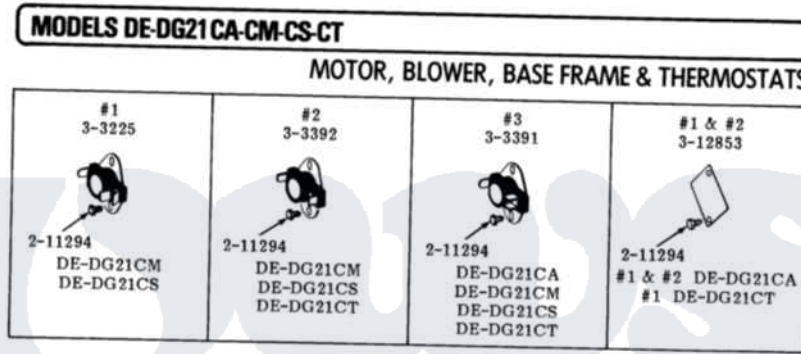 MODELS DE-DG21CA-CM-CS-CT
MOTOR, BLOWER, BASE FRAME & THERMOSTATS
#1
3-3225
2-11294
DE-DG21CM
DE-DG21CS
#2
3-3392
2-11294
DE-DG21CM
DE-DG21CS
DE-DG21CT
#3
3-3391
2-11294
DE-DG21CA
DE-DG21CM
DE-DG21CS
DE-DG21CT
#1 & #2
3-12853
2-11294
#1 & #2 DE-DG21CA
#1 DE-DG21CT